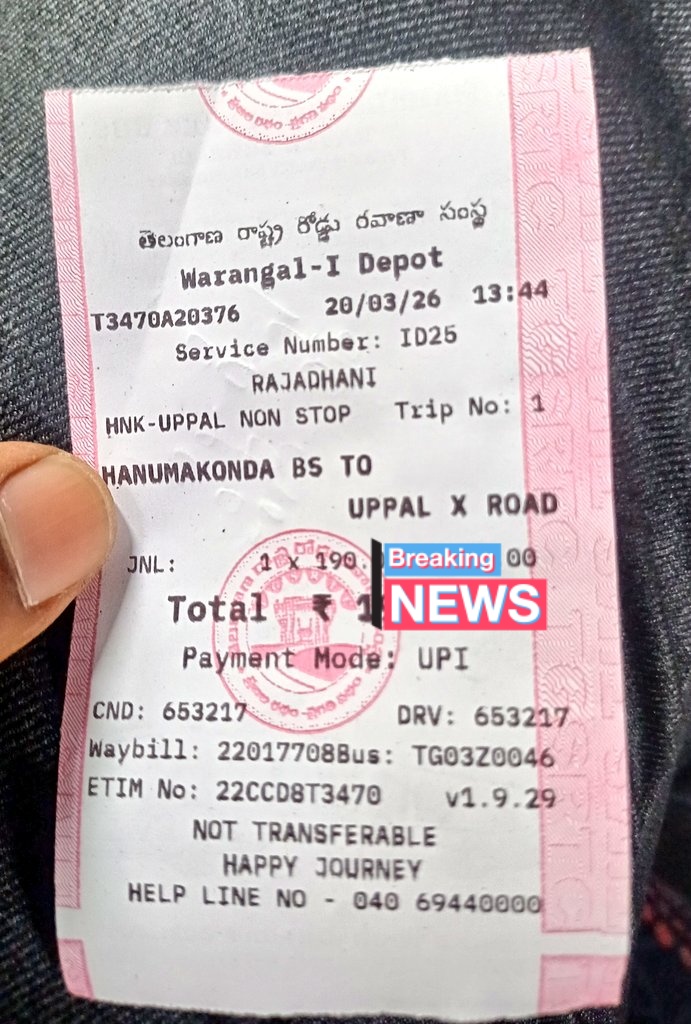 తెలంగాణ రాష్ట్ర రోడ్డు రవాణా సంస్థ
Warangal-I Depot
T3470A20376 20/03/26 13:44
Service Number: ID25
RAJADHANI
HNK-UPPAL NON STOP Trip No: 1
HANUMAKONDA BS TO
UPPAL X ROAD
JNL: 1 x 190. 00
Breaking
NEWS
Total ₹ 1
Payment Mode: UPI
CND: 653217 DRV: 653217
Waybill: 22017708Bus: TG03Z0046
ETIM No: 22CCD8T3470 v1.9.29
NOT TRANSFERABLE
HAPPY JOURNEY
HELP LINE NO - 040 69440000